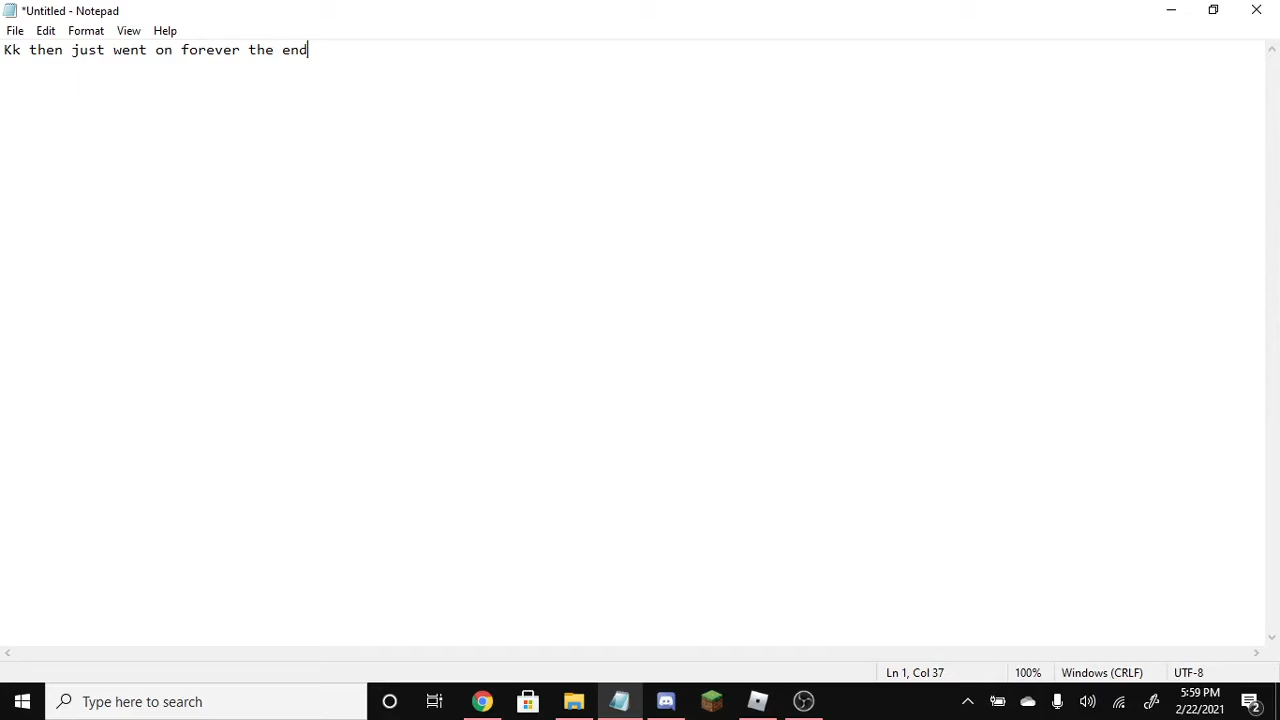 *Untitled - Notepad
File Edit Format View Help
Kk then just went on forever the end
Ln 1, Col 37 100% Windows (CRLF) UTF-8
Type here to search
5:59 PM
2/22/2021
2